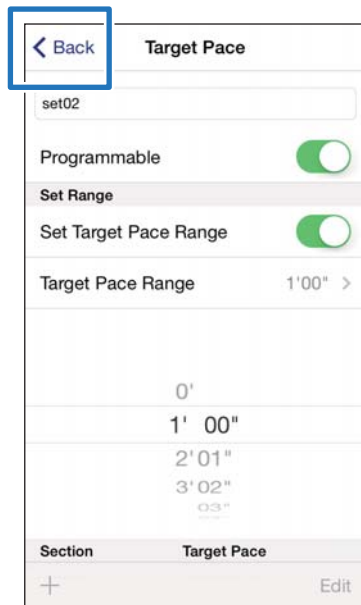 Back Target Pace
set02
Programmable
Set Range
Set Target Pace Range
Target Pace Range 1'00" >
0'
1' 00"
2' 01"
3' 02"
03"
Section Target Pace
+ Edit